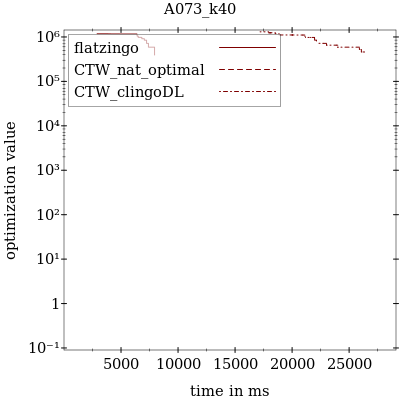 A073_k40
optimization value
10⁶
10⁵
10⁴
10³
10²
10¹
1
10⁻¹
flatzingo
CTW_nat_optimal
CTW_clingoDL
5000 10000 15000 20000 25000
time in ms